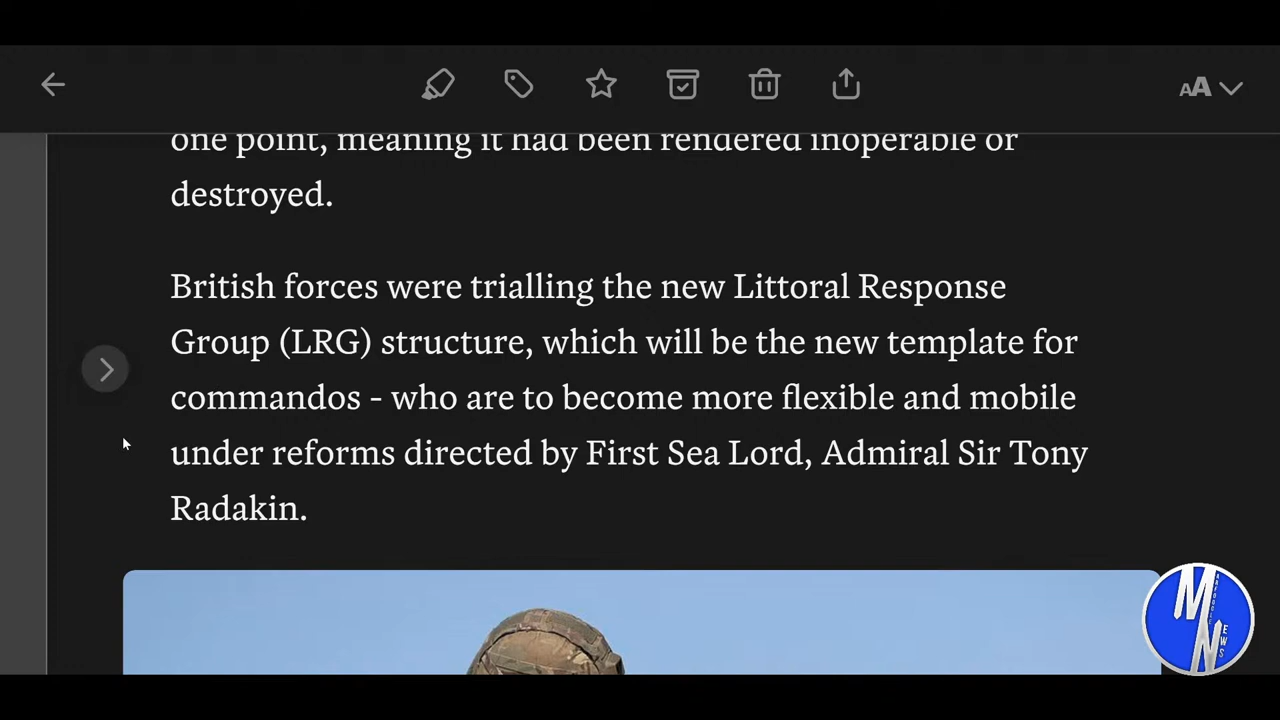 AA
one point, meaning it had been rendered inoperable or
destroyed.
British forces were trialling the new Littoral Response
Group (LRG) structure, which will be the new template for
commandos - who are to become more flexible and mobile
under reforms directed by First Sea Lord, Admiral Sir Tony
Radakin.
M
N
EWS